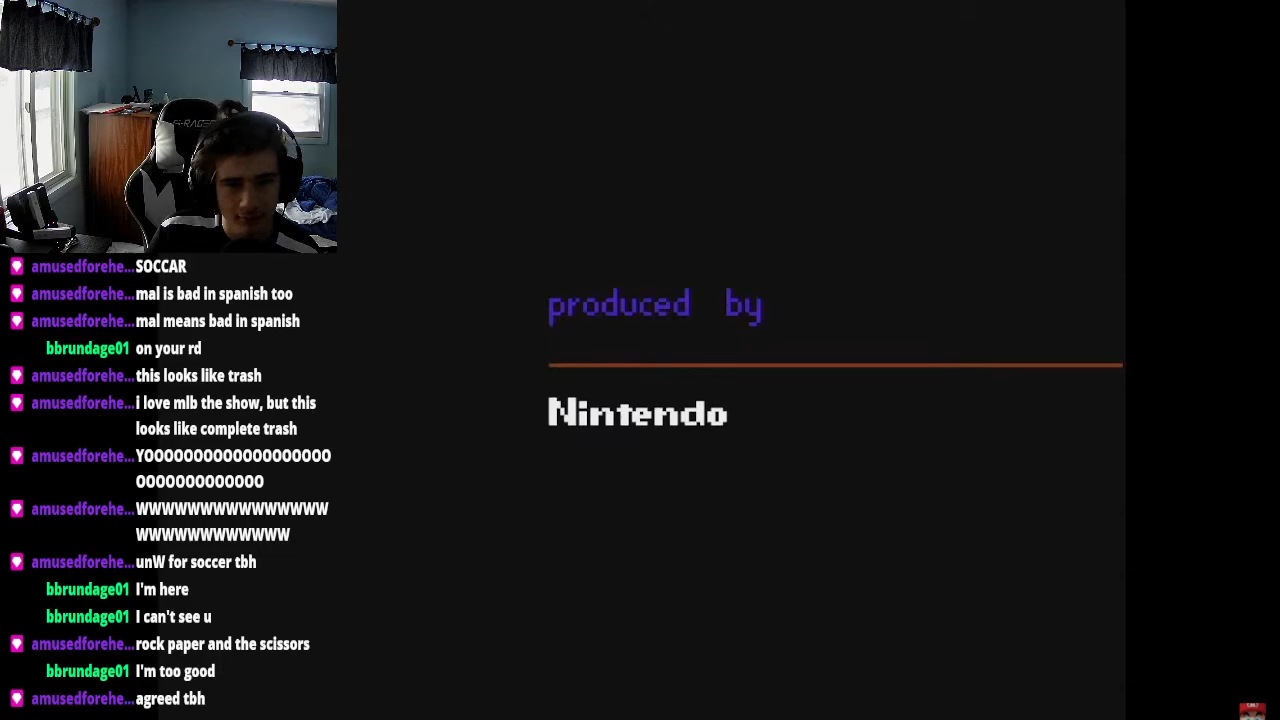 amusedforehe... SOCCAR
amusedforehe... mal is bad in spanish too
amusedforehe... mal means bad in spanish
bbrundage01 on your rd
amusedforehe... this looks like trash
amusedforehe... i love mlb the show, but this
looks like complete trash
amusedforehe... YOOOOOOOOOOOOOOOOOOO
OOOOOOOOOOOOO
amusedforehe... WWWWWWWWWWWWWWW
WWWWWWWWWWWW
amusedforehe... unW for soccer tbh
bbrundage01 I'm here
bbrundage01 I can't see u
amusedforehe... rock paper and the scissors
bbrundage01 I'm too good
amusedforehe... agreed tbh
produced by
Nintendo